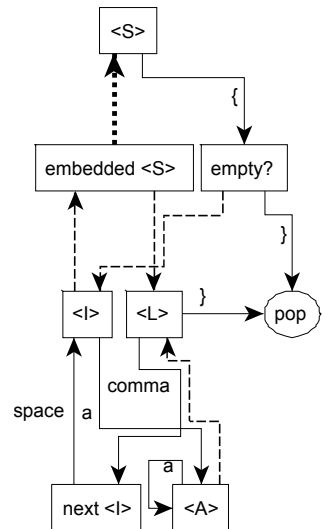 <S>
{
embedded <S>
empty?
}
<I>
<L>
}
pop
comma
space
a
a
next <I>
<A>